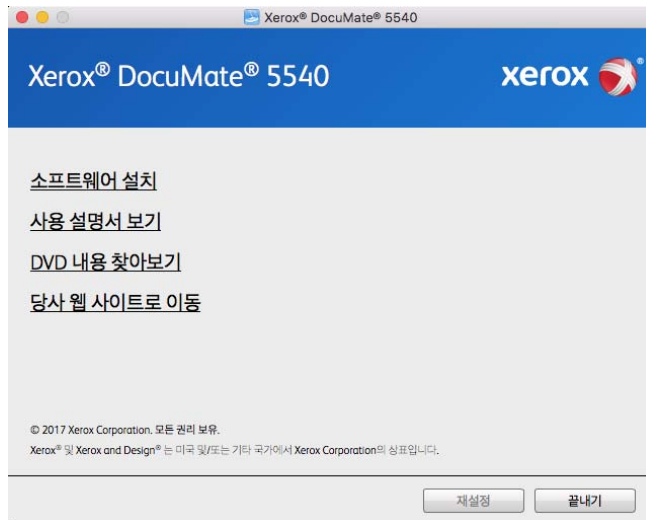 Xerox® DocuMate® 5540
Xerox® DocuMate® 5540
xerox
소프트웨어 설치
사용 설명서 보기
DVD 내용 찾아보기
당사 웹 사이트로 이동
© 2017 Xerox Corporation. 모든 권리 보유.
Xerox® 및 Xerox and Design® 는 미국 및/또는 기타 국가에서 Xerox Corporation의 상표입니다.
재설정
끝내기